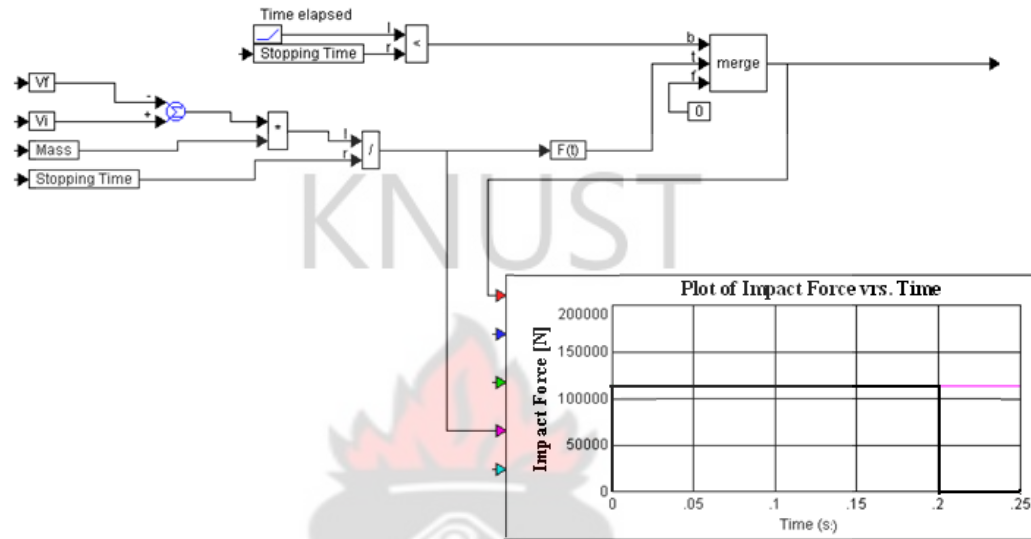 Time elapsed
l
r
Stopping Time
<
b
t
f
merge
0
Vf
Vi
-
+
Σ
Mass
Stopping Time
*
l
r
/
F(t)
KNUST
Plot of Impact Force vrs. Time
Impact Force [N]
200000
150000
100000
50000
0
0 .05 .1 .15 .2 .25
Time (s:)